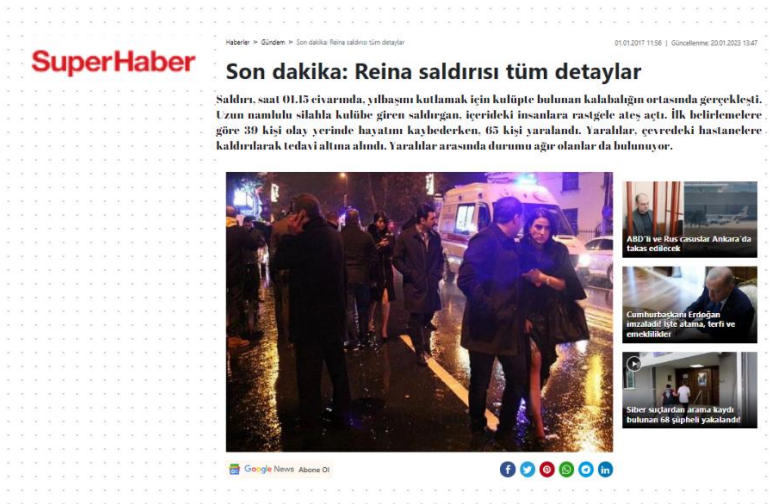 Haberler > Gündem > Son dakika: Reina saldırısı tüm detaylar
01.01.2017 11:56 | Güncellenme: 20.01.2023 13:47
SuperHaber
Son dakika: Reina saldırısı tüm detaylar
Saldırı, saat 01.15 civarında, yılbaşını kutlamak için kulüpte bulunan kalabalığın ortasında gerçekleşti.
Uzun namlulu silahla kulübe giren saldırgan, içerideki insanlara rastgele ateş açtı. İlk belirlemelere
göre 39 kişi olay yerinde hayatını kaybederken, 65 kişi yaralandı. Yaralılar, çevredeki hastanelere
kaldırılarak tedavi altına alındı. Yaralılar arasında durumu ağır olanlar da bulunuyor.
ABD'li ve Rus casuslar Ankara'da
takas edilecek
Cumhurbaşkanı Erdoğan
imzaladı! İşte atama, terfi ve
emeklilikler
Siber suçlardan arama kaydı
bulunan 68 şüpheli yakalandı!
Google News Abone Ol